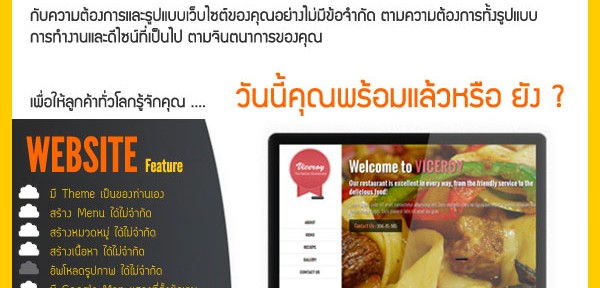 กับความต้องการและรูปแบบเว็บไซต์ของคุณอย่างไม่มีข้อจำกัด ตามความต้องการทั้งรูปแบบ
การทำงานและดีไซน์ที่เป็นไป ตามจินตนาการของคุณ
เพื่อให้ลูกค้าทั่วโลกรู้จักคุณ ....
วันนี้คุณพร้อมแล้วหรือ ยัง ?
WEBSITE Feature
มี Theme เป็นของท่านเอง
สร้าง Menu ได้ไม่จำกัด
สร้างหมวดหมู่ ได้ไม่จำกัด
สร้างเนื้อหา ได้ไม่จำกัด
อัพโหลดรูปภาพ ได้ไม่จำกัด
Viceroy
Welcome to VICEROY
Our restaurant is excellent in every way, from the friendly service to the
delicious food!
ABOUT
MENU
RECIPE
GALLERY
CONTACT US